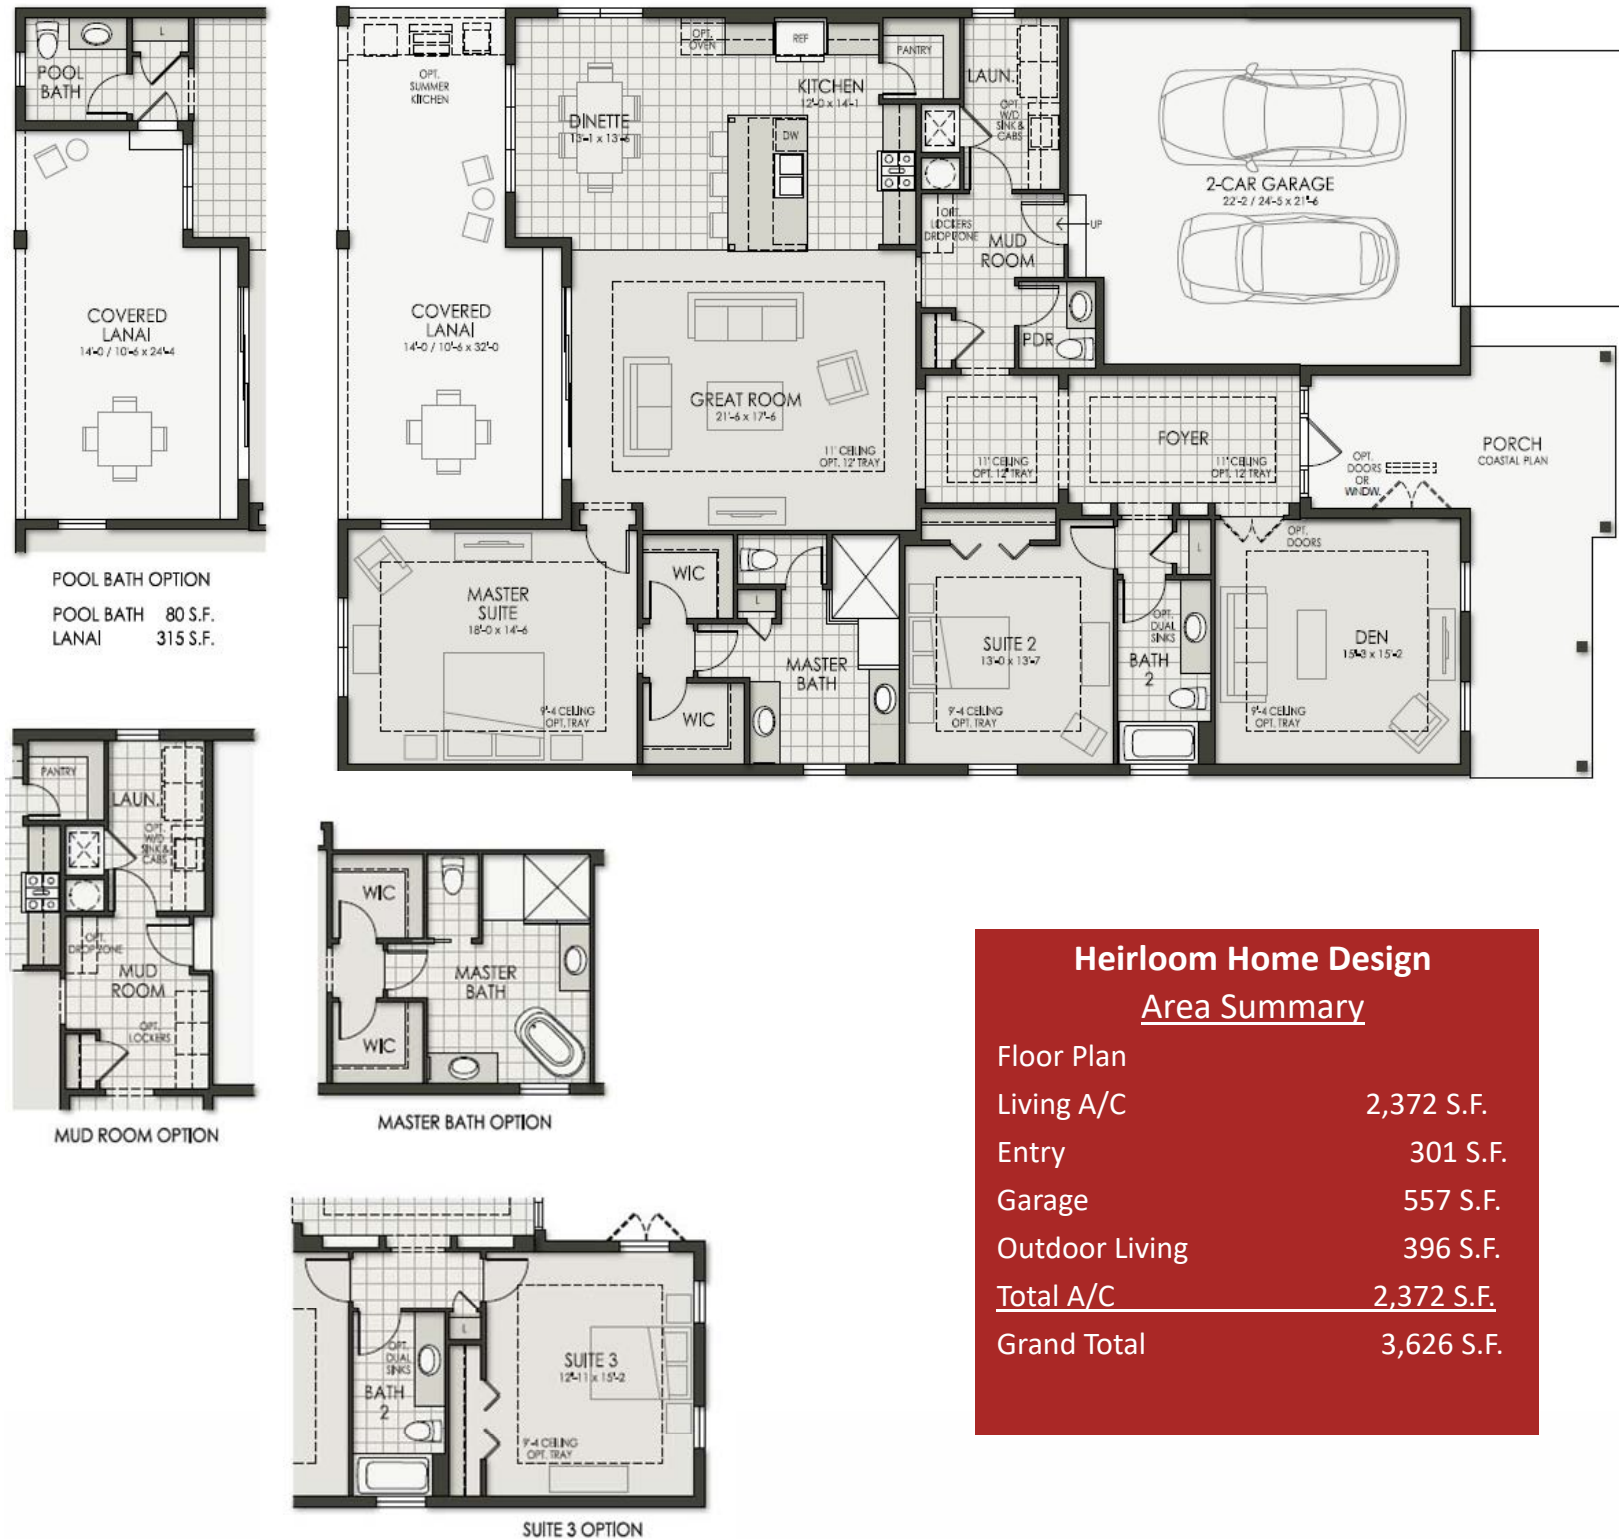 POOL
BATH
L
COVERED
LANAI
14'-0 / 10'-6 x 24'-4
POOL BATH OPTION
POOL BATH 80 S.F.
LANAI 315 S.F.
OPT.
SUMMER
KITCHEN
COVERED
LANAI
14'-0 / 10'-6 x 32'-0
DINETTE
13'-1 x 13'-6
OPT.
OVEN
REF
KITCHEN
12'-0 x 14'-1
DW
PANTRY
LAUN.
OPT.
W/D
SINK &
CABS
OPT.
LOCKERS
DROP ZONE
MUD
ROOM
UP
PDR
2-CAR GARAGE
22'-2 / 24'-5 x 21'-6
GREAT ROOM
21'-6 x 17'-6
11' CEILING
OPT. 12' TRAY
11' CEILING
OPT. 12' TRAY
FOYER
11' CEILING
OPT. 12' TRAY
OPT.
DOORS
OR
WNDW.
PORCH
COASTAL PLAN
MASTER
SUITE
18'-0 x 14'-6
9'-4 CEILING
OPT. TRAY
WIC
WIC
L
MASTER
BATH
SUITE 2
13'-0 x 13'-7
9'-4 CEILING
OPT. TRAY
L
OPT.
DUAL
SINKS
BATH
2
OPT.
DOORS
DEN
15'-3 x 15'-2
9'-4 CEILING
OPT. TRAY
PANTRY
LAUN.
OPT.
W/D
SINK &
CABS
OPT.
DROP ZONE
MUD
ROOM
OPT.
LOCKERS
MUD ROOM OPTION
WIC
WIC
MASTER
BATH
MASTER BATH OPTION
L
OPT.
DUAL
SINKS
BATH
2
SUITE 3
12'-11 x 15'-2
9'-4 CEILING
OPT. TRAY
SUITE 3 OPTION
Heirloom Home Design
Area Summary
Floor Plan
Living A/C 2,372 S.F.
Entry 301 S.F.
Garage 557 S.F.
Outdoor Living 396 S.F.
Total A/C 2,372 S.F.
Grand Total 3,626 S.F.